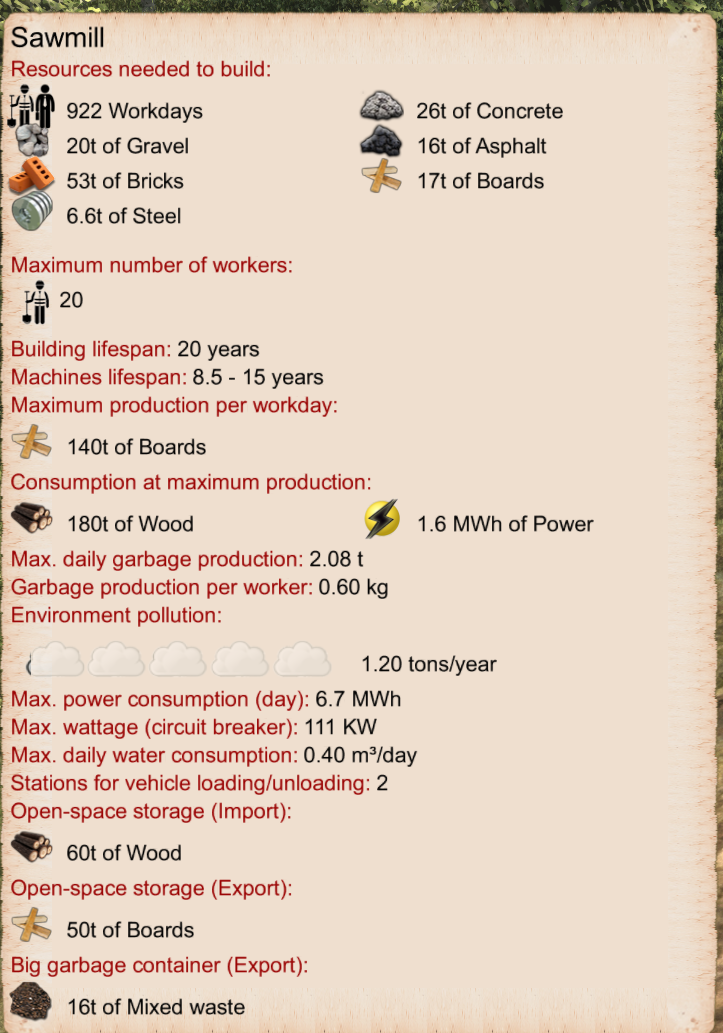 Sawmill
Resources needed to build:
922 Workdays 26t of Concrete
20t of Gravel 16t of Asphalt
53t of Bricks 17t of Boards
6.6t of Steel
Maximum number of workers:
20
Building lifespan: 20 years
Machines lifespan: 8.5 - 15 years
Maximum production per workday:
140t of Boards
Consumption at maximum production:
180t of Wood 1.6 MWh of Power
Max. daily garbage production: 2.08 t
Garbage production per worker: 0.60 kg
Environment pollution:
1.20 tons/year
Max. power consumption (day): 6.7 MWh
Max. wattage (circuit breaker): 111 KW
Max. daily water consumption: 0.40 m³/day
Stations for vehicle loading/unloading: 2
Open-space storage (Import):
60t of Wood
Open-space storage (Export):
50t of Boards
Big garbage container (Export):
16t of Mixed waste